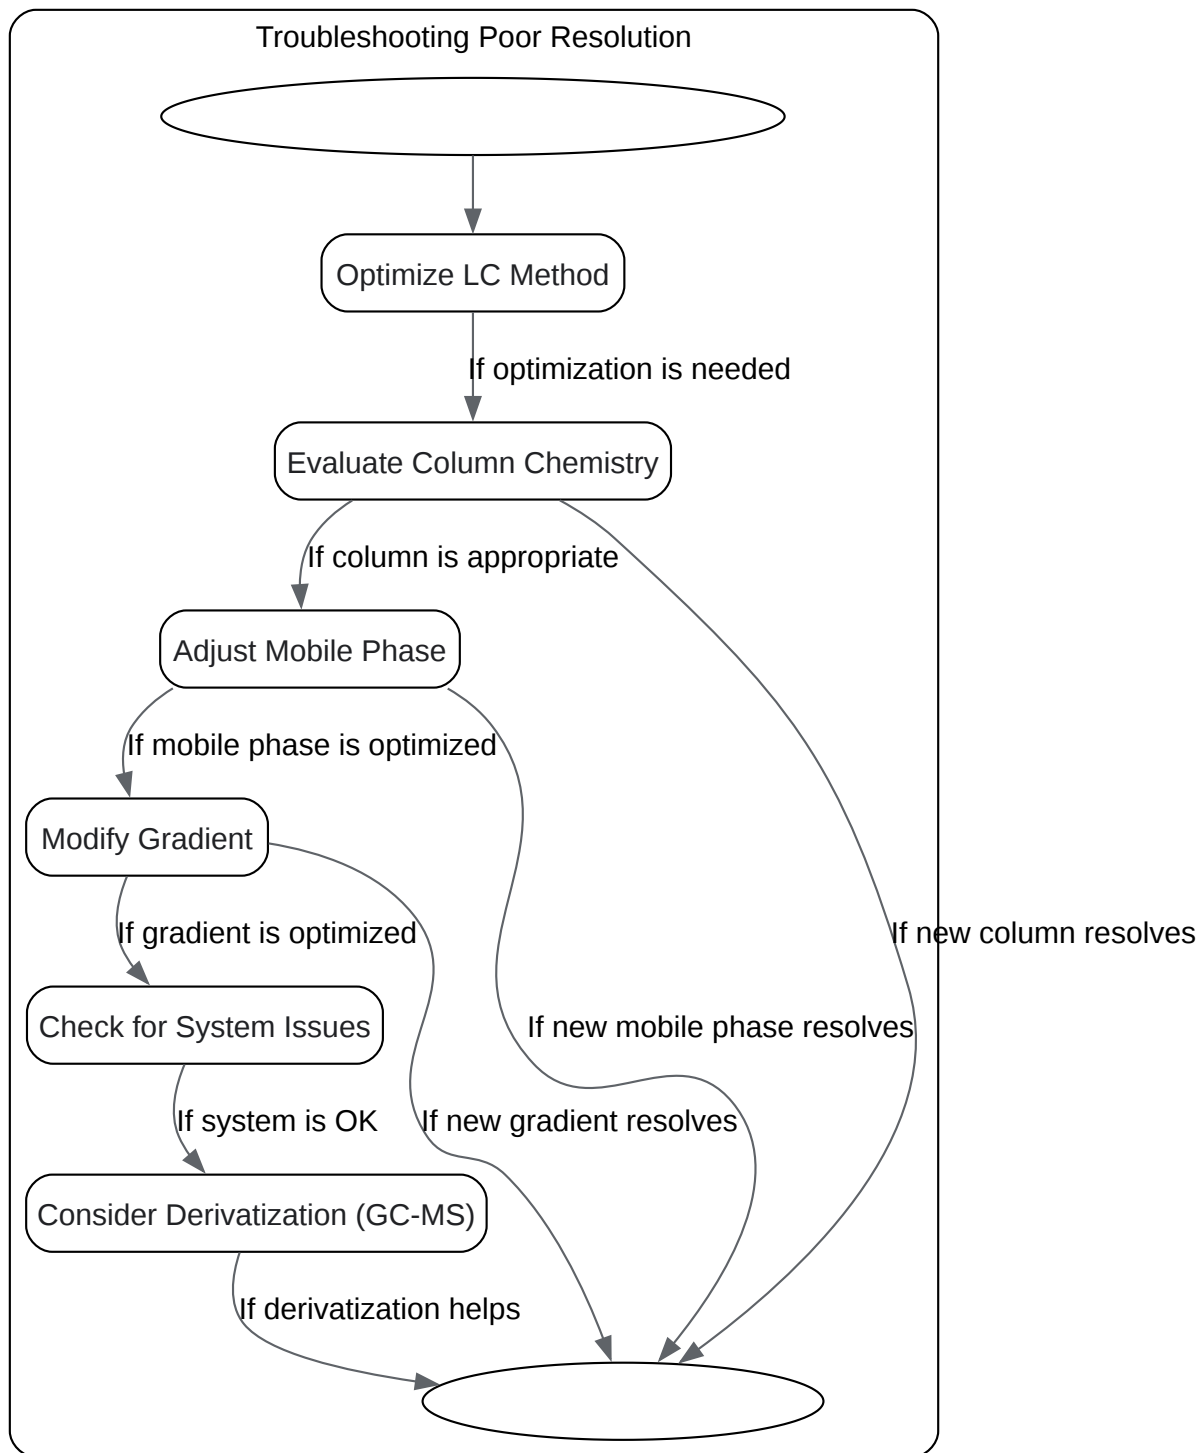 Troubleshooting Poor Resolution
Optimize LC Method
If optimization is needed
Evaluate Column Chemistry
If column is appropriate
Adjust Mobile Phase
If mobile phase is optimized
Modify Gradient
If gradient is optimized
If new column resolves
Check for System Issues
If new mobile phase resolves
If system is OK
If new gradient resolves
Consider Derivatization (GC-MS)
If derivatization helps